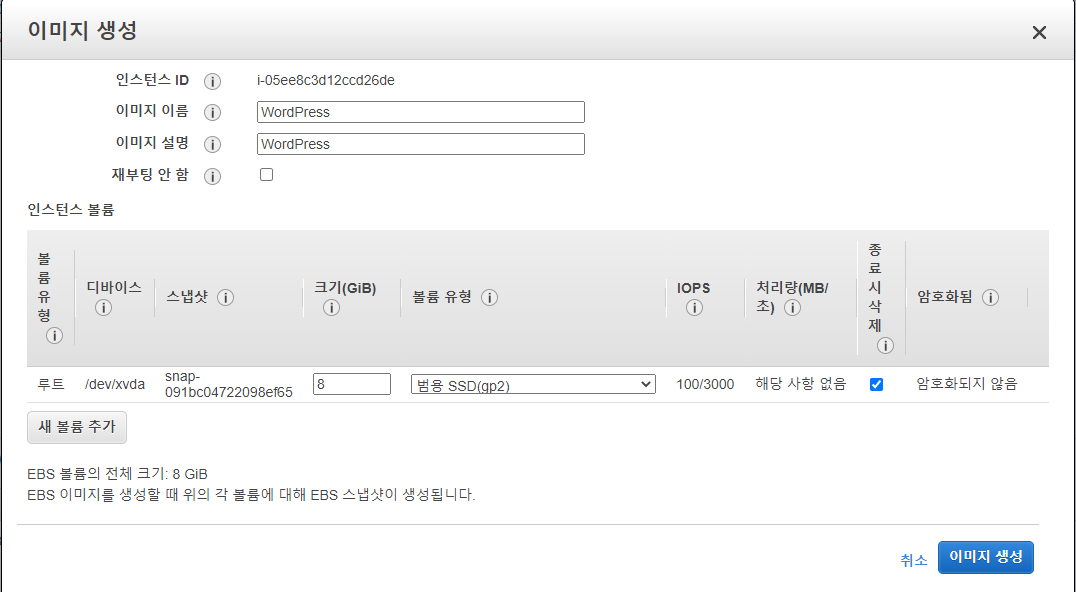 이미지 생성
인스턴스 ID i-05ee8c3d12ccd26de
이미지 이름 WordPress
이미지 설명 WordPress
재부팅 안 함
인스턴스 볼륨
볼륨 유형 디바이스 스냅샷 크기(GiB) 볼륨 유형 IOPS 처리량(MB/초) 종료 시 삭제 암호화됨
루트 /dev/xvda snap-091bc04722098ef65 8 범용 SSD(gp2) 100/3000 해당 사항 없음 암호화되지 않음
새 볼륨 추가
EBS 볼륨의 전체 크기: 8 GiB
EBS 이미지를 생성할 때 위의 각 볼륨에 대해 EBS 스냅샷이 생성됩니다.
취소 이미지 생성